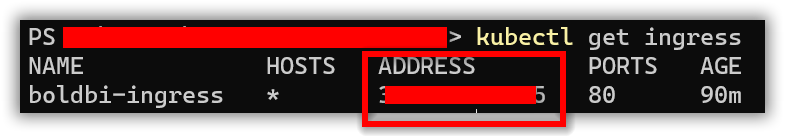 PS > kubectl get ingress
NAME HOSTS ADDRESS PORTS AGE
boldbi-ingress * 3 5 80 90m